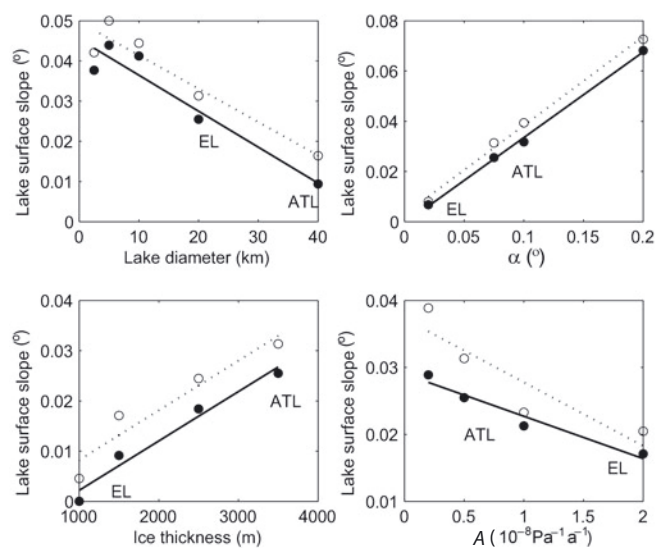 0.05
0.04
0.03
0.02
0.01
0
Lake surface slope (º)
EL
ATL
0 10 20 30 40
Lake diameter (km)
0.08
0.06
0.04
0.02
0
Lake surface slope (º)
ATL
EL
0 0.05 0.1 0.15 0.2
α (º)
0.04
0.03
0.02
0.01
0
Lake surface slope (º)
ATL
EL
1000 2000 3000 4000
Ice thickness (m)
0.04
0.03
0.02
0.01
Lake surface slope (º)
ATL
EL
0 0.5 1.0 1.5 2.0
A (10⁻⁸Pa⁻¹a⁻¹)